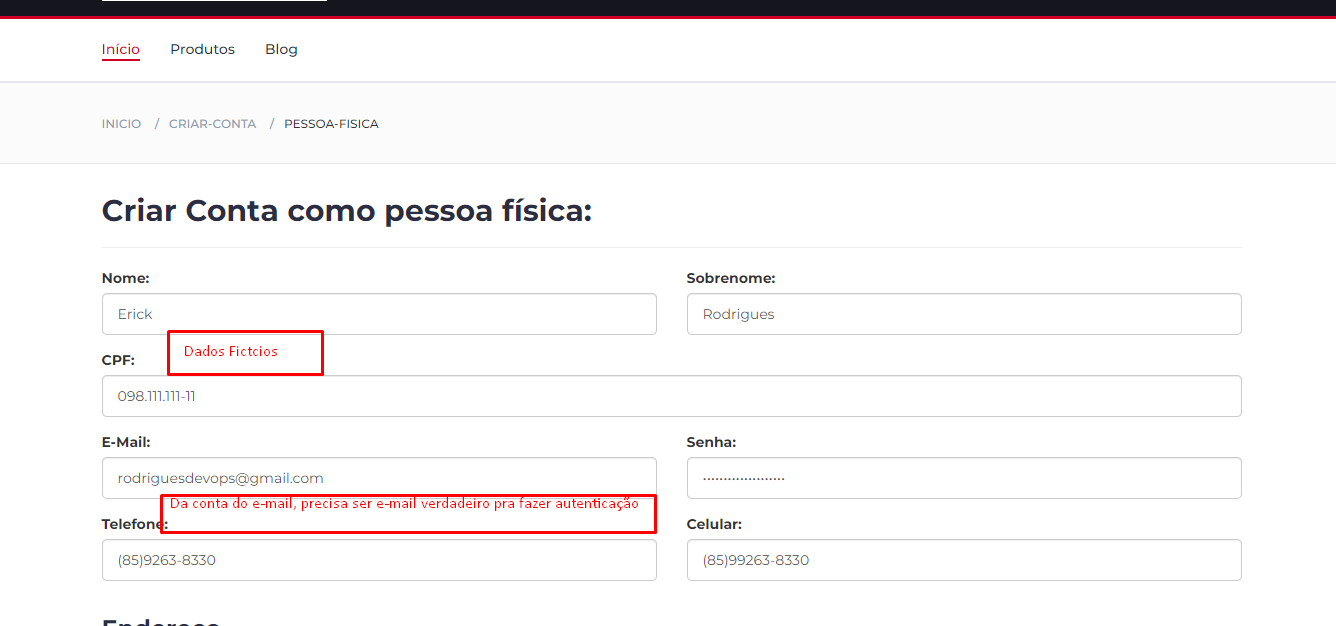 Início Produtos Blog
INICIO / CRIAR-CONTA / PESSOA-FISICA
Criar Conta como pessoa física:
Nome: Sobrenome:
Erick Rodrigues
Dados Fictcios
CPF:
098.111.111-11
E-Mail: Senha:
rodriguesdevops@gmail.com ••••••••••••••••••••
Da conta do e-mail, precisa ser e-mail verdadeiro pra fazer autenticação
Telefone: Celular:
(85)9263-8330 (85)99263-8330